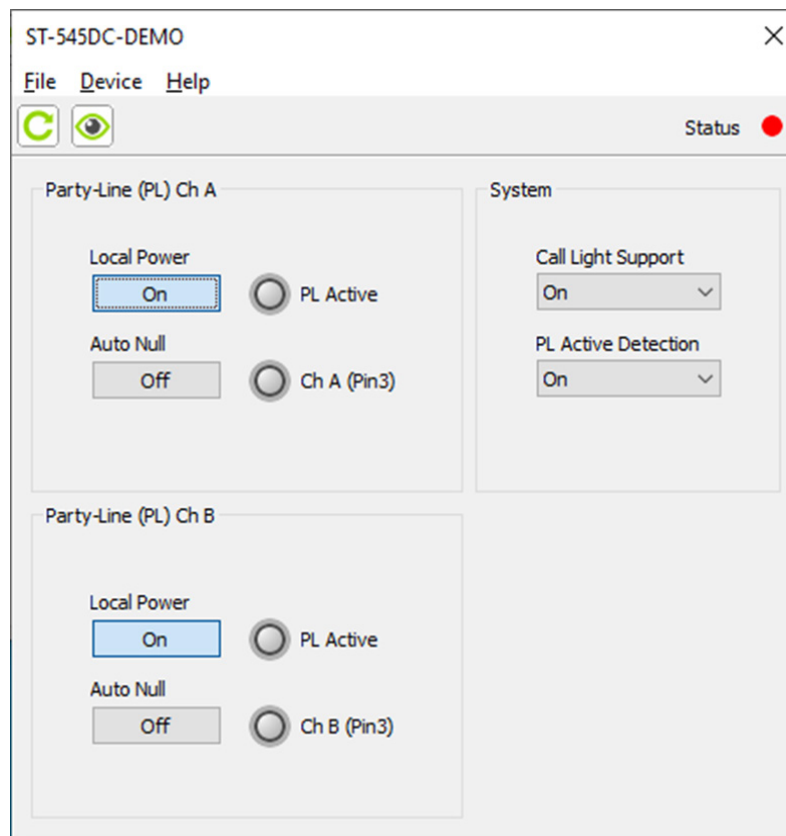 ST-545DC-DEMO
File Device Help
Status
Party-Line (PL) Ch A
Local Power
On
PL Active
Auto Null
Off
Ch A (Pin3)
System
Call Light Support
On
PL Active Detection
On
Party-Line (PL) Ch B
Local Power
On
PL Active
Auto Null
Off
Ch B (Pin3)